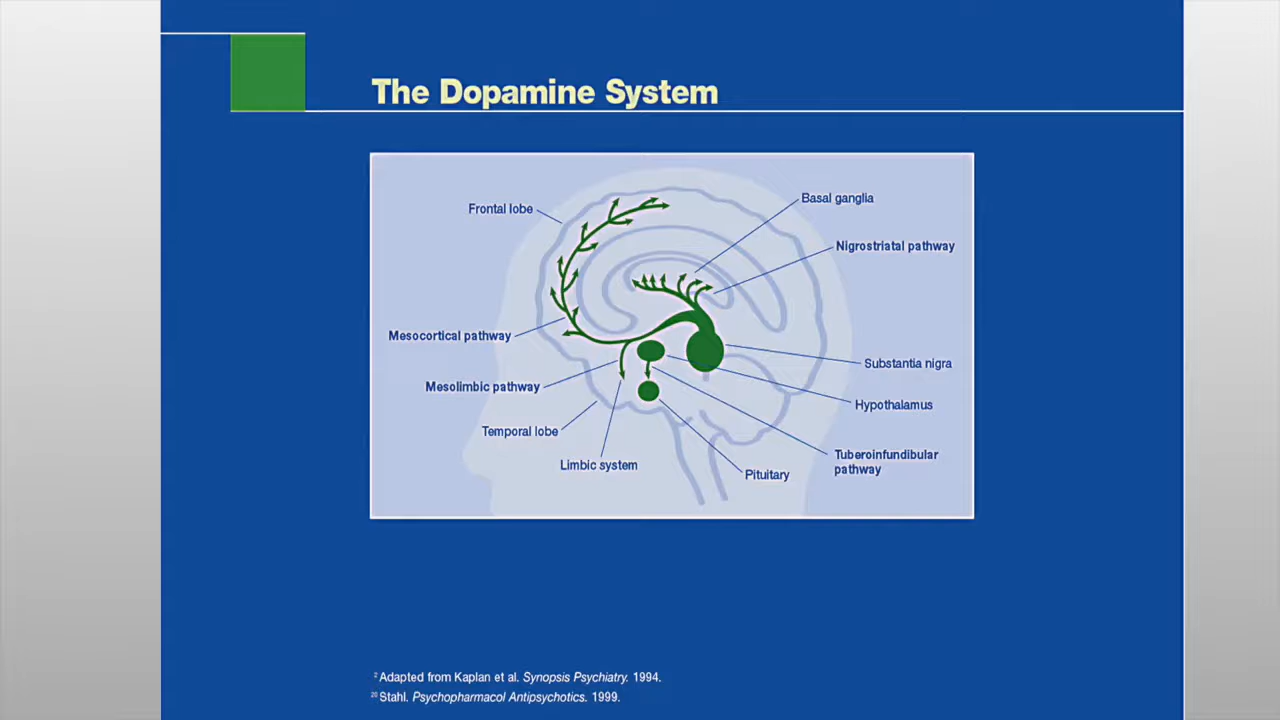 The Dopamine System
Frontal lobe
Basal ganglia
Nigrostriatal pathway
Mesocortical pathway
Substantia nigra
Mesolimbic pathway
Hypothalamus
Temporal lobe
Limbic system
Tuberoinfundibular
pathway
Pituitary
2 Adapted from Kaplan et al. Synopsis Psychiatry. 1994.
20 Stahl. Psychopharmacol Antipsychotics. 1999.